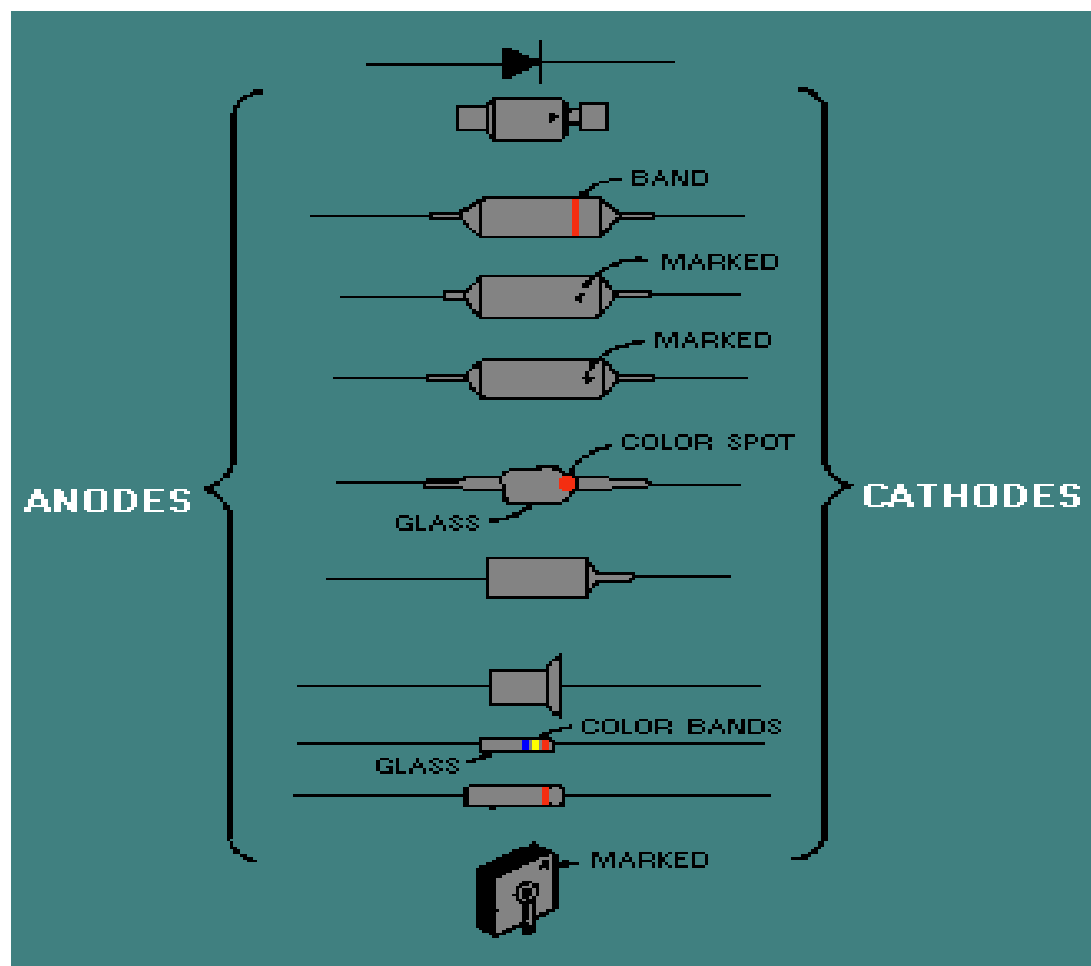 BAND
MARKED
MARKED
COLOR SPOT
ANODES
CATHODES
GLASS
COLOR BANDS
GLASS
MARKED